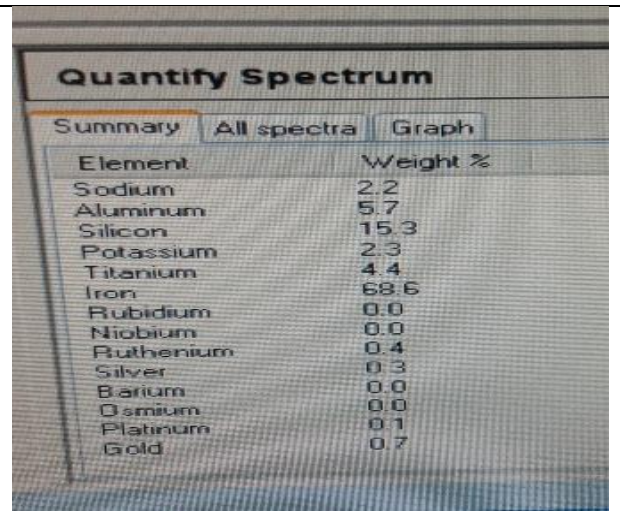 Quantify Spectrum
Summary All spectra Graph
Element Weight %
Sodium 2.2
Aluminum 5.7
Silicon 15.3
Potassium 2.3
Titanium 4.4
Iron 68.6
Rubidium 0.0
Niobium 0.0
Ruthenium 0.4
Silver 0.3
Barium 0.0
Osmium 0.0
Platinum 0.1
Gold 0.7